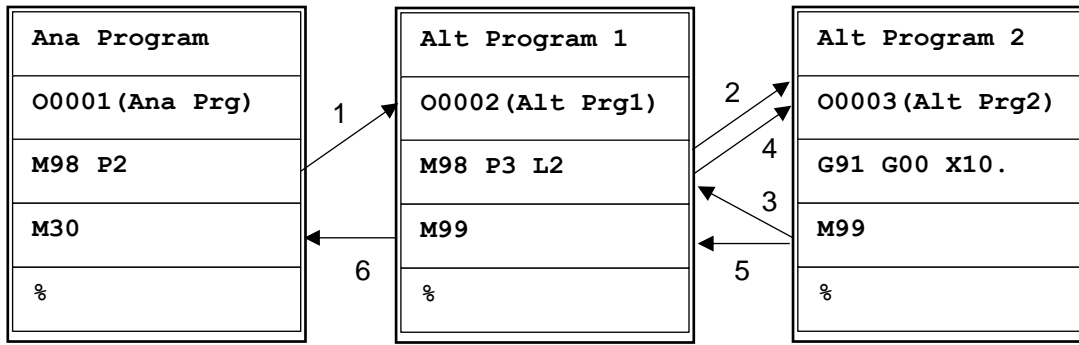 Ana Program
O0001(Ana Prg)
M98 P2
M30
%
1
6
Alt Program 1
O0002(Alt Prg1)
M98 P3 L2
M99
%
2
4
3
5
Alt Program 2
O0003(Alt Prg2)
G91 G00 X10.
M99
%